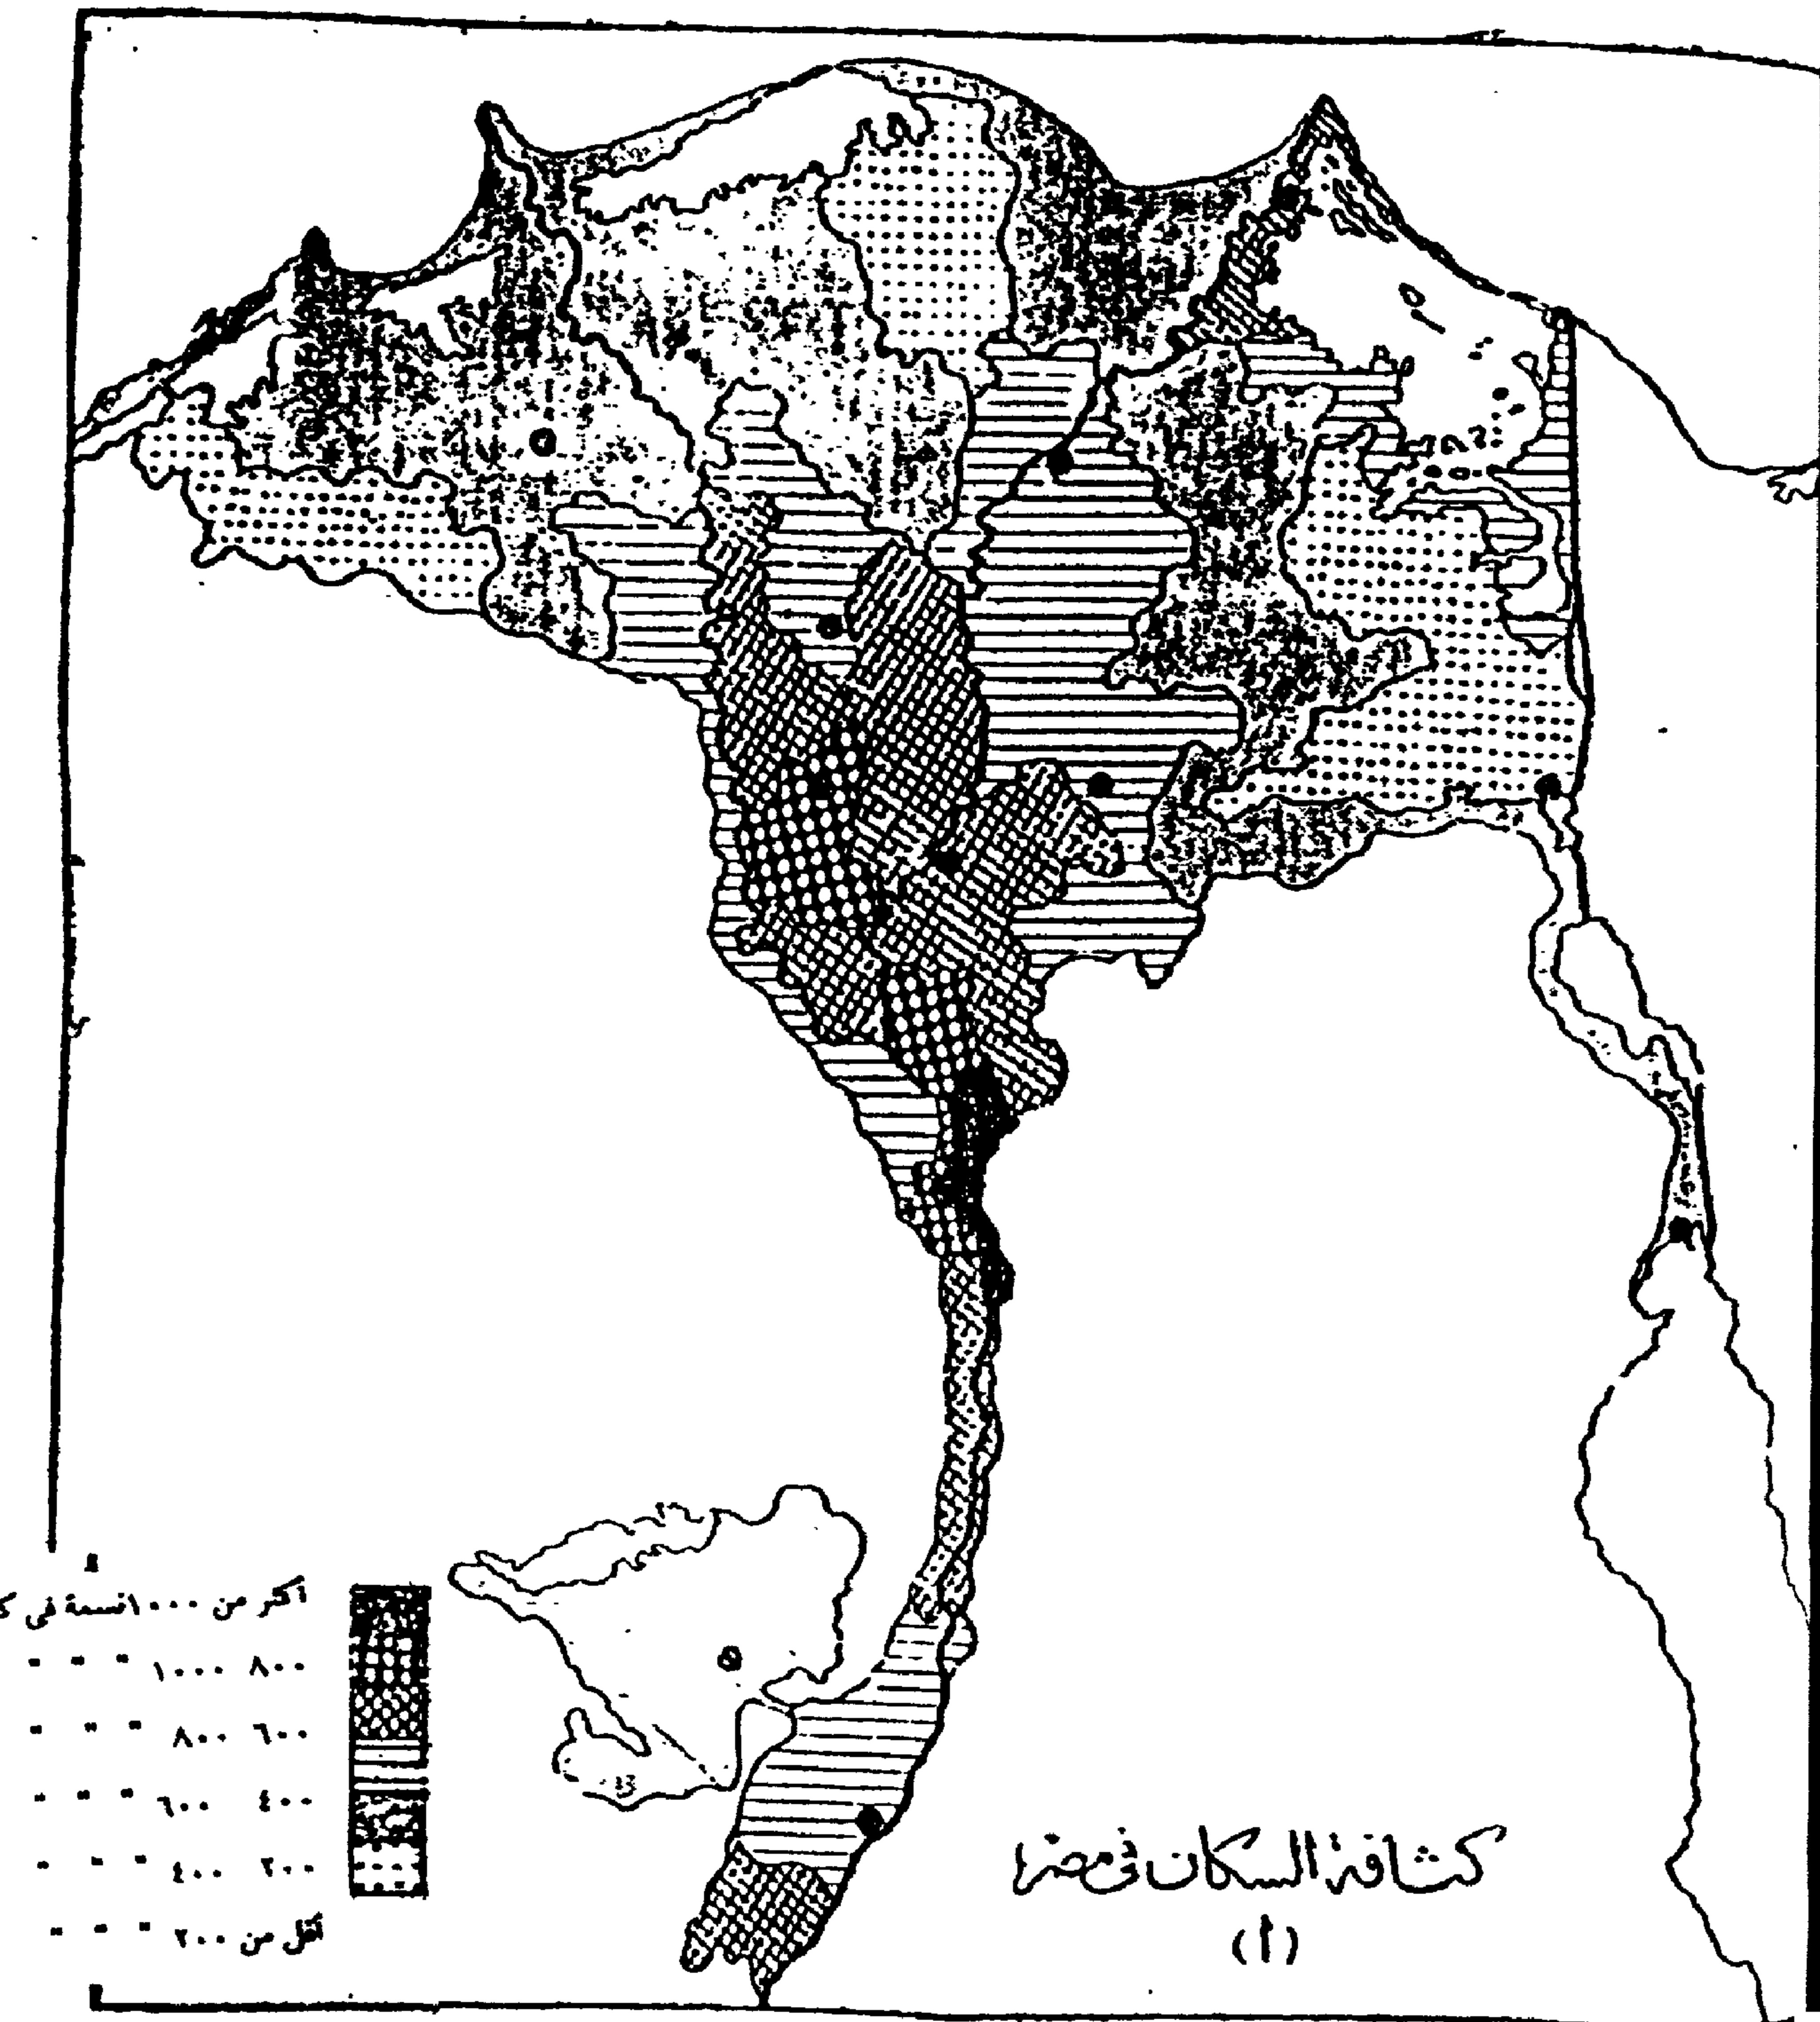 أكثر من ١٠٠٠ نسمة في ك
٨٠٠ ١٠٠٠ " " "
٦٠٠ ٨٠٠ " " "
٤٠٠ ٦٠٠ " " "
٢٠٠ ٤٠٠ " " "
أقل من ٢٠٠ " " "
كثافة السكان في مصر
(أ)